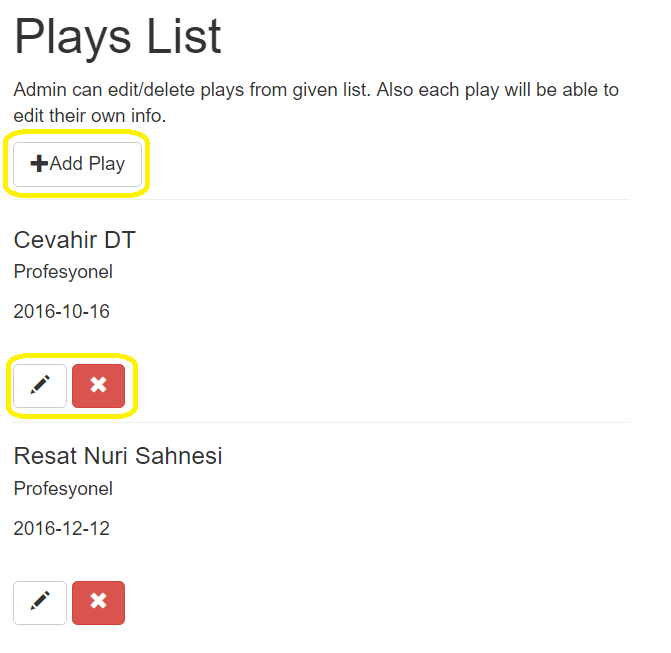 Plays List
Admin can edit/delete plays from given list. Also each play will be able to
edit their own info.
Add Play
Cevahir DT
Profesyonel
2016-10-16
Resat Nuri Sahnesi
Profesyonel
2016-12-12